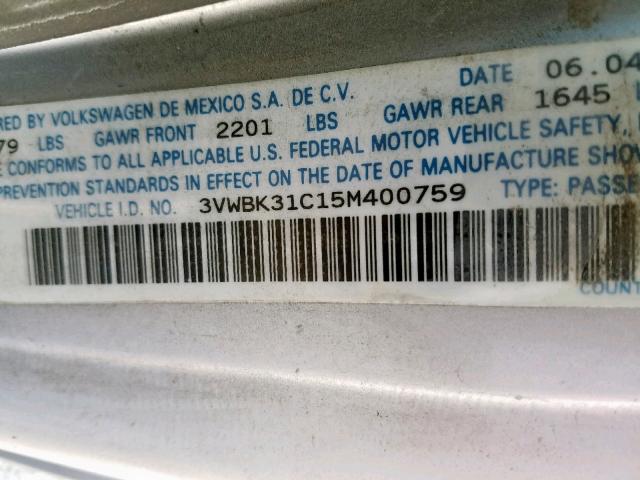 DATE 06.04
RED BY VOLKSWAGEN DE MEXICO S.A. DE C.V.
79 LBS GAWR FRONT 2201 LBS GAWR REAR 1645
E CONFORMS TO ALL APPLICABLE U.S. FEDERAL MOTOR VEHICLE SAFETY,
PREVENTION STANDARDS IN EFFECT ON THE DATE OF MANUFACTURE SHOW
VEHICLE I.D. NO. 3VWBK31C15M400759 TYPE: PASSE
COUNT